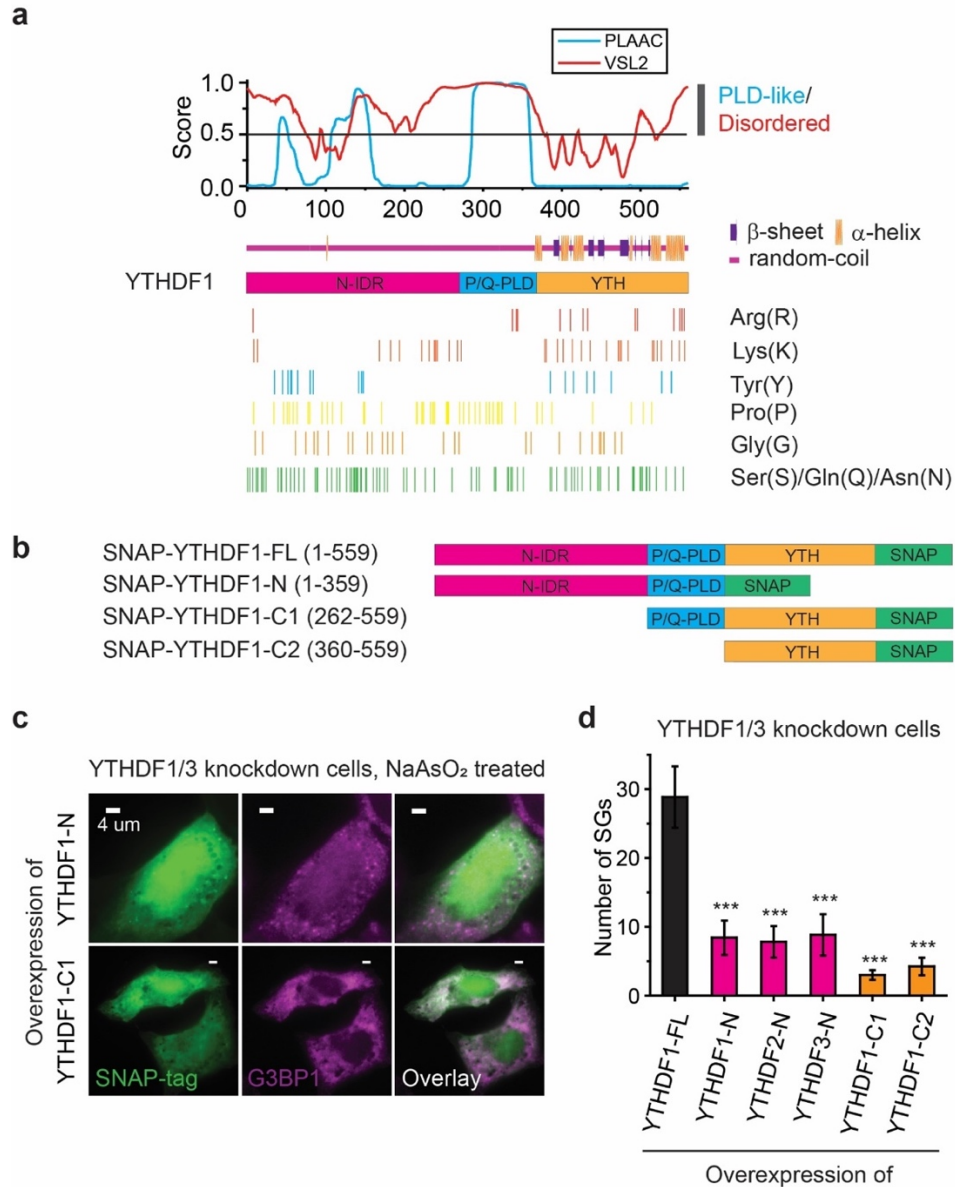 a
PLAAC
VSL2
1.0
0.5
0.0
Score
PLD-like/
Disordered
0 100 200 300 400 500
β-sheet α-helix
random-coil
YTHDF1 N-IDR P/Q-PLD YTH
Arg(R)
Lys(K)
Tyr(Y)
Pro(P)
Gly(G)
Ser(S)/Gln(Q)/Asn(N)
b
SNAP-YTHDF1-FL (1-559) N-IDR P/Q-PLD YTH SNAP
SNAP-YTHDF1-N (1-359) N-IDR P/Q-PLD SNAP
SNAP-YTHDF1-C1 (262-559) P/Q-PLD YTH SNAP
SNAP-YTHDF1-C2 (360-559) YTH SNAP
c
YTHDF1/3 knockdown cells, NaAsO₂ treated
Overexpression of
YTHDF1-N
YTHDF1-C1
4 um
SNAP-tag G3BP1 Overlay
d
YTHDF1/3 knockdown cells
Number of SGs
30
20
10
0
*** *** *** *** ***
YTHDF1-FL
YTHDF1-N
YTHDF2-N
YTHDF3-N
YTHDF1-C1
YTHDF1-C2
Overexpression of